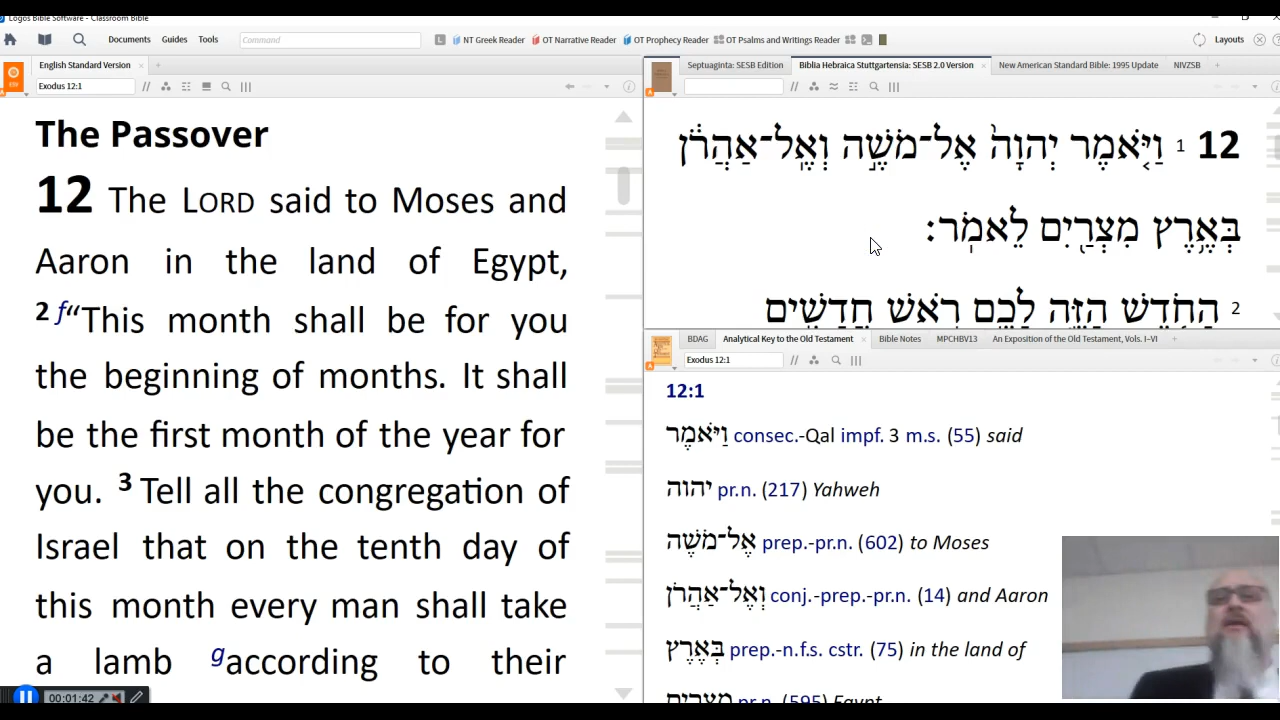 Logos Bible Software - Classroom Bible
Documents Guides Tools Command L NT Greek Reader OT Narrative Reader OT Prophecy Reader OT Psalms and Writings Reader Layouts
English Standard Version
Exodus 12:1
The Passover
12 The LORD said to Moses and
Aaron in the land of Egypt,
2 f“This month shall be for you
the beginning of months. It shall
be the first month of the year for
you. 3 Tell all the congregation of
Israel that on the tenth day of
this month every man shall take
a lamb g according to their
00:01:42
Septuaginta: SESB Edition Biblia Hebraica Stuttgartensia: SESB 2.0 Version New American Standard Bible: 1995 Update NIVZSB
12 1 וַיֹּ֤אמֶר יְהוָה֙ אֶל־מֹשֶׁ֣ה וְאֶֽל־אַהֲרֹ֔ן
בְּאֶ֥רֶץ מִצְרַ֖יִם לֵאמֹֽר׃
2 הַחֹ֧דֶשׁ הַזֶּ֛ה לָכֶ֖ם רֹ֣אשׁ חֳדָשִׁ֑ים
BDAG Analytical Key to the Old Testament Bible Notes MPCHBV13 An Exposition of the Old Testament, Vols. I–VI
Exodus 12:1
12:1
וַיֹּאמֶר consec.-Qal impf. 3 m.s. (55) said
יהוה pr.n. (217) Yahweh
אֶל־מֹשֶׁה prep.-pr.n. (602) to Moses
וְאֶל־אַהֲרֹן conj.-prep.-pr.n. (14) and Aaron
בְּאֶרֶץ prep.-n.f.s. cstr. (75) in the land of
מִצְרַיִם pr.n. (595) Egypt